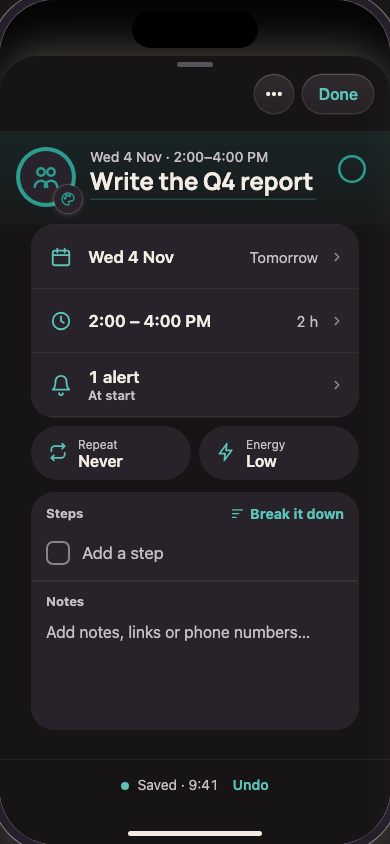 •••
Done
Wed 4 Nov · 2:00–4:00 PM
Write the Q4 report
Wed 4 Nov
Tomorrow
2:00 – 4:00 PM
2 h
1 alert
At start
Repeat
Never
Energy
Low
Steps
Break it down
Add a step
Notes
Add notes, links or phone numbers...
Saved · 9:41
Undo